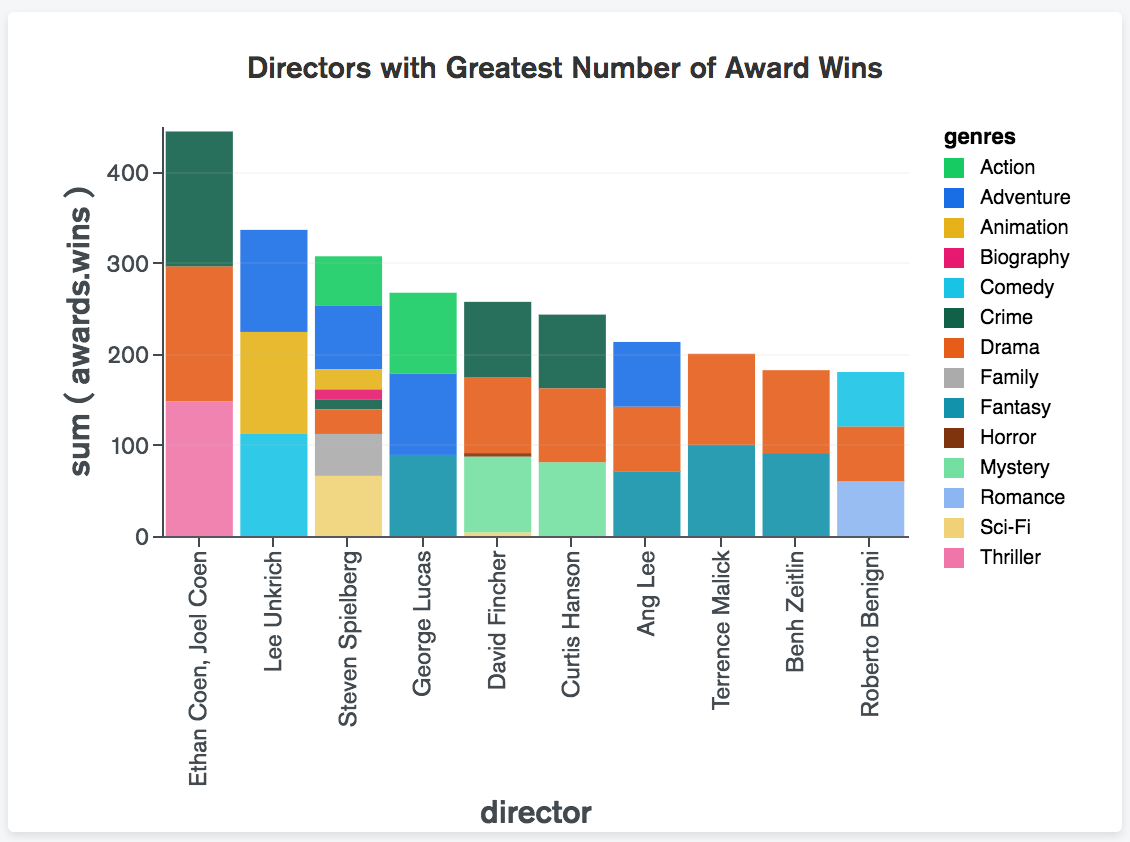 Directors with Greatest Number of Award Wins
sum ( awards.wins )
400
300
200
100
0
Ethan Coen, Joel Coen
Lee Unkrich
Steven Spielberg
George Lucas
David Fincher
Curtis Hanson
Ang Lee
Terrence Malick
Benh Zeitlin
Roberto Benigni
director
genres
Action
Adventure
Animation
Biography
Comedy
Crime
Drama
Family
Fantasy
Horror
Mystery
Romance
Sci-Fi
Thriller